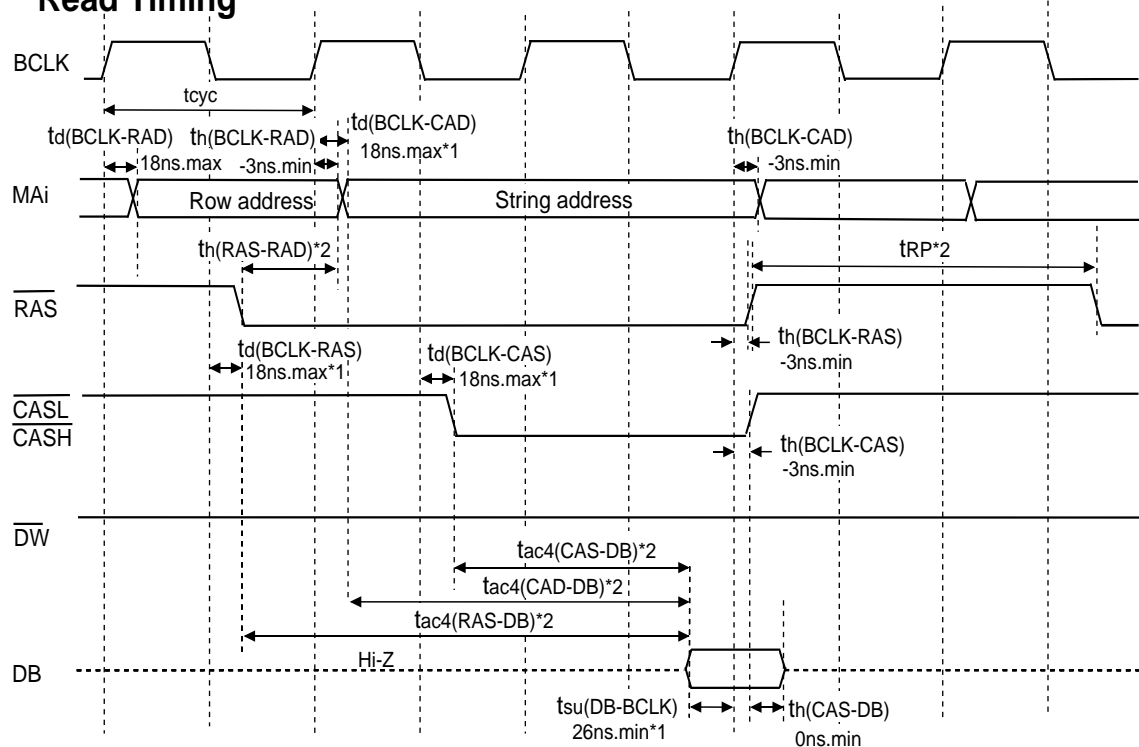 Read Timing
BCLK
tcyc
td(BCLK-RAD)
18ns.max
th(BCLK-RAD)
-3ns.min
td(BCLK-CAD)
18ns.max*1
th(BCLK-CAD)
-3ns.min
MAi
Row address
String address
th(RAS-RAD)*2
tRP*2
RAS
td(BCLK-RAS)
18ns.max*1
td(BCLK-CAS)
18ns.max*1
th(BCLK-RAS)
-3ns.min
CASL
CASH
th(BCLK-CAS)
-3ns.min
DW
tac4(CAS-DB)*2
tac4(CAD-DB)*2
tac4(RAS-DB)*2
Hi-Z
DB
tsu(DB-BCLK)
26ns.min*1
th(CAS-DB)
0ns.min